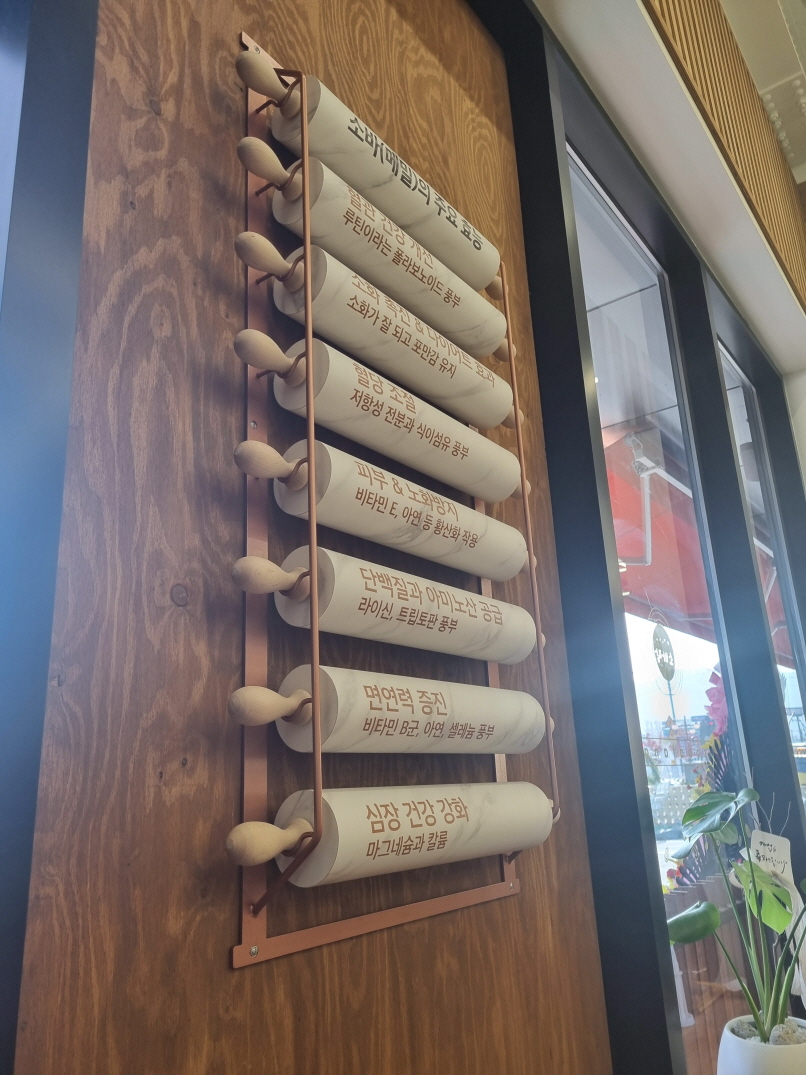 소바(메밀)의 주요 효능
혈관 건강 개선
루틴이라는 폴라보노이드 풍부
소화 촉진 & 다이어트 효과
소화가 잘 되고 포만감 유지
혈당 조절
저항성 전분과 식이섬유 풍부
피부 & 노화방지
비타민 E, 아연 등 황산화 작용
단백질과 아미노산 공급
라이신, 트립토판 풍부
면연력 증진
비타민 B군, 아연, 셀레늄 풍부
심장 건강 강화
마그네슘과 칼륨